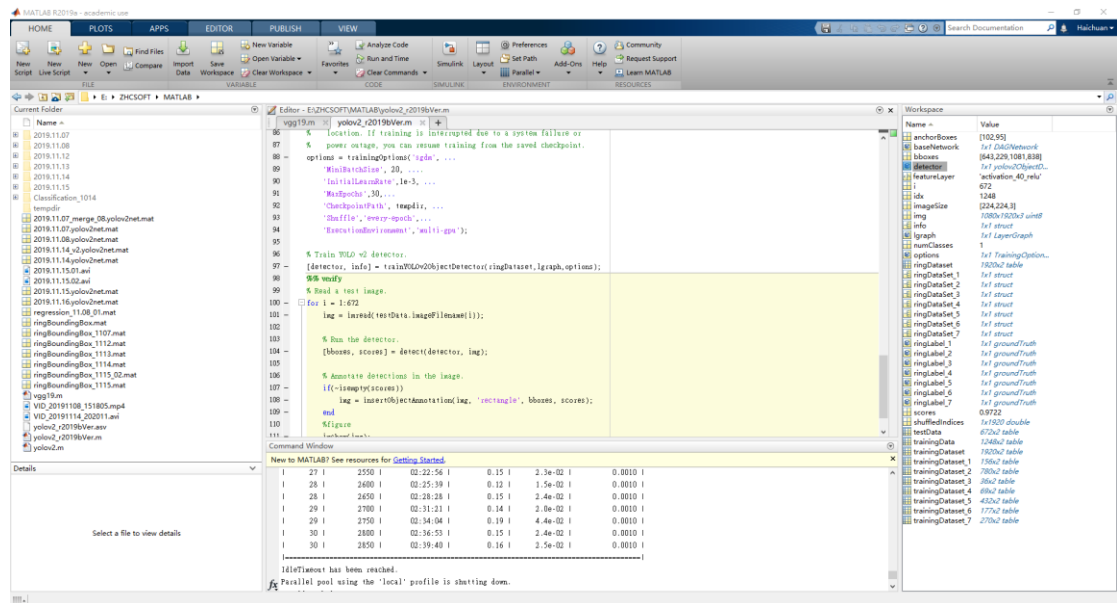 MATLAB R2019a - academic use
HOME PLOTS APPS EDITOR PUBLISH VIEW
Search Documentation
Haichuan
New Script
New Live Script
New
Open
Find Files
Compare
Import Data
Save Workspace
New Variable
Open Variable
Clear Workspace
Favorites
Analyze Code
Run and Time
Clear Commands
Simulink
Layout
Preferences
Set Path
Parallel
Add-Ons
Help
Community
Request Support
Learn MATLAB
FILE VARIABLE CODE SIMULINK ENVIRONMENT RESOURCES
E: ▸ ZHCSOFT ▸ MATLAB ▸
Current Folder
Name
2019.11.07
2019.11.08
2019.11.12
2019.11.13
2019.11.14
2019.11.15
Classification_1014
tempdir
2019.11.07_merge_08.yolov2net.mat
2019.11.07.yolov2net.mat
2019.11.08.yolov2net.mat
2019.11.14_v2.yolov2net.mat
2019.11.14.yolov2net.mat
2019.11.15.01.avi
2019.11.15.02.avi
2019.11.15.yolov2net.mat
2019.11.16.yolov2net.mat
regression_11.08_01.mat
ringBoundingBox.mat
ringBoundingBox_1107.mat
ringBoundingBox_1112.mat
ringBoundingBox_1113.mat
ringBoundingBox_1114.mat
ringBoundingBox_1115_02.mat
ringBoundingBox_1115.mat
vgg19.m
VID_20191108_151805.mp4
VID_20191114_202011.avi
yolov2_r2019bVer.asv
yolov2_r2019bVer.m
yolov2.m
Details
Select a file to view details
Editor - E:\ZHCSOFT\MATLAB\yolov2_r2019bVer.m
vgg19.m yolov2_r2019bVer.m
86 % location. If training is interrupted due to a system failure or
87 % power outage, you can resume training from the saved checkpoint.
88 options = trainingOptions('sgdm', ...
89 'MiniBatchSize', 20, ....
90 'InitialLearnRate',1e-3, ...
91 'MaxEpochs',30,...
92 'CheckpointPath', tempdir, ...
93 'Shuffle','every-epoch',...
94 'ExecutionEnvironment','multi-gpu');
95
96 % Train YOLO v2 detector.
97 [detector, info] = trainYOLOv2ObjectDetector(ringDataset,lgraph,options);
98 %% verify
99 % Read a test image.
100 for i = 1:672
101 img = imread(testData.imageFilename{i});
102
103 % Run the detector.
104 [bboxes, scores] = detect(detector, img);
105
106 % Annotate detections in the image.
107 if(~isempty(scores))
108 img = insertObjectAnnotation(img, 'rectangle', bboxes, scores);
109 end
110 %figure
111 imshow(img);
Command Window
New to MATLAB? See resources for Getting Started.
| 27 | 2550 | 02:22:56 | 0.15 | 2.3e-02 | 0.0010 |
| 28 | 2600 | 02:25:39 | 0.12 | 1.5e-02 | 0.0010 |
| 28 | 2650 | 02:28:28 | 0.15 | 2.4e-02 | 0.0010 |
| 29 | 2700 | 02:31:21 | 0.14 | 2.0e-02 | 0.0010 |
| 29 | 2750 | 02:34:04 | 0.19 | 4.4e-02 | 0.0010 |
| 30 | 2800 | 02:36:53 | 0.15 | 2.4e-02 | 0.0010 |
| 30 | 2850 | 02:39:40 | 0.16 | 2.5e-02 | 0.0010 |
IdleTimeout has been reached.
Parallel pool using the 'local' profile is shutting down.
Workspace
Name Value
anchorBoxes [102,95]
baseNetwork 1x1 DAGNetwork
bboxes [643,229,1081,838]
detector 1x1 yolov2ObjectD...
featureLayer 'activation_40_relu'
i 672
idx 1248
imageSize [224,224,3]
img 1080x1920x3 uint8
info 1x1 struct
lgraph 1x1 LayerGraph
numClasses 1
options 1x1 TrainingOption...
ringDataset 1920x2 table
ringDataSet_1 1x1 struct
ringDataSet_2 1x1 struct
ringDataSet_3 1x1 struct
ringDataSet_4 1x1 struct
ringDataSet_5 1x1 struct
ringDataSet_6 1x1 struct
ringDataSet_7 1x1 struct
ringLabel_1 1x1 groundTruth
ringLabel_2 1x1 groundTruth
ringLabel_3 1x1 groundTruth
ringLabel_4 1x1 groundTruth
ringLabel_5 1x1 groundTruth
ringLabel_6 1x1 groundTruth
ringLabel_7 1x1 groundTruth
scores 0.9722
shuffledIndices 1x1920 double
testData 672x2 table
trainingData 1248x2 table
trainingDataset 1920x2 table
trainingDataset_1 156x2 table
trainingDataset_2 780x2 table
trainingDataset_3 36x2 table
trainingDataset_4 69x2 table
trainingDataset_5 432x2 table
trainingDataset_6 177x2 table
trainingDataset_7 270x2 table